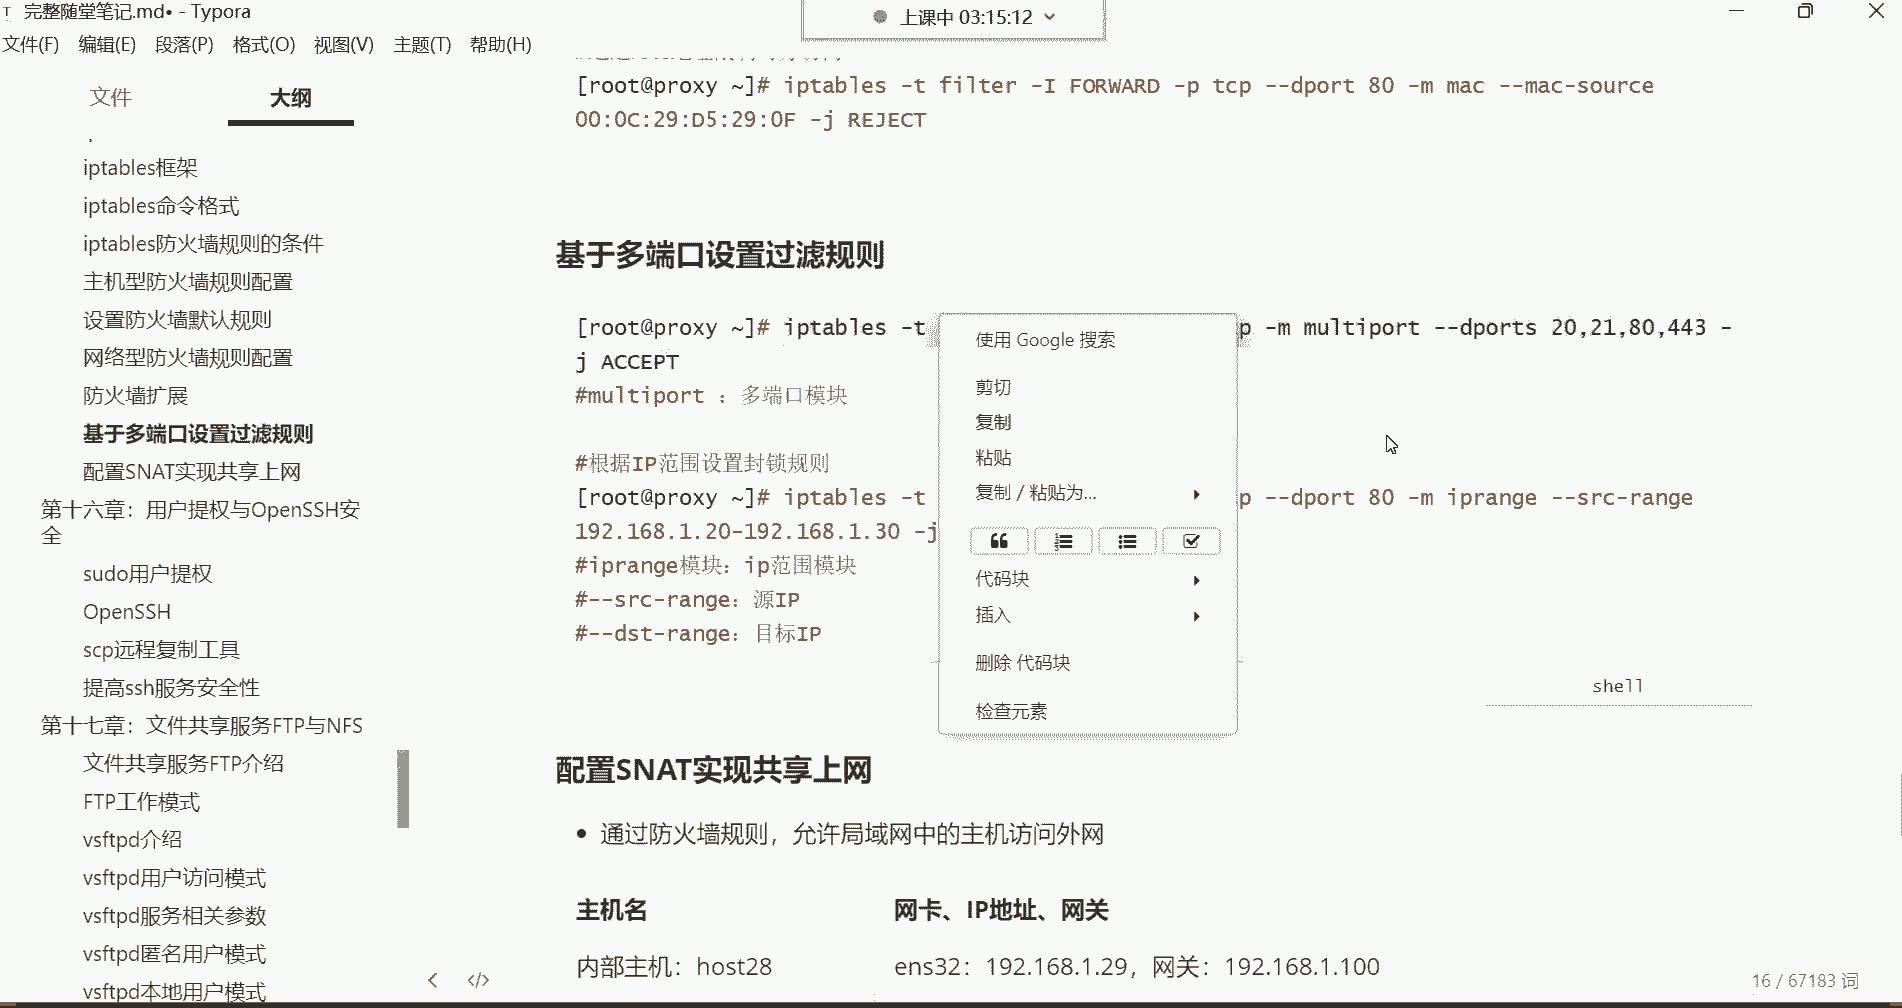 完整随堂笔记.md• - Typora
上课中 03:15:12
文件(F) 编辑(E) 段落(P) 格式(O) 视图(V) 主题(T) 帮助(H)
文件 大纲
iptables框架
iptables命令格式
iptables防火墙规则的条件
主机型防火墙规则配置
设置防火墙默认规则
网络型防火墙规则配置
防火墙扩展
基于多端口设置过滤规则
配置SNAT实现共享上网
第十六章：用户提权与OpenSSH安
全
sudo用户提权
OpenSSH
scp远程复制工具
提高ssh服务安全性
第十七章：文件共享服务FTP与NFS
文件共享服务FTP介绍
FTP工作模式
vsftpd介绍
vsftpd用户访问模式
vsftpd服务相关参数
vsftpd匿名用户模式
vsftpd本地用户模式
[root@proxy ~]# iptables -t filter -I FORWARD -p tcp --dport 80 -m mac --mac-source
00:0C:29:D5:29:0F -j REJECT
基于多端口设置过滤规则
[root@proxy ~]# iptables -t p -m multiport --dports 20,21,80,443 -
j ACCEPT
#multiport ：多端口模块
#根据IP范围设置封锁规则
[root@proxy ~]# iptables -t p --dport 80 -m iprange --src-range
192.168.1.20-192.168.1.30 -j
#iprange模块：ip范围模块
#--src-range：源IP
#--dst-range：目标IP
shell
使用 Google 搜索
剪切
复制
粘贴
复制 / 粘贴为...
代码块
插入
删除 代码块
检查元素
配置SNAT实现共享上网
• 通过防火墙规则，允许局域网中的主机访问外网
主机名 网卡、IP地址、网关
内部主机：host28 ens32：192.168.1.29，网关：192.168.1.100
16 / 67183 词